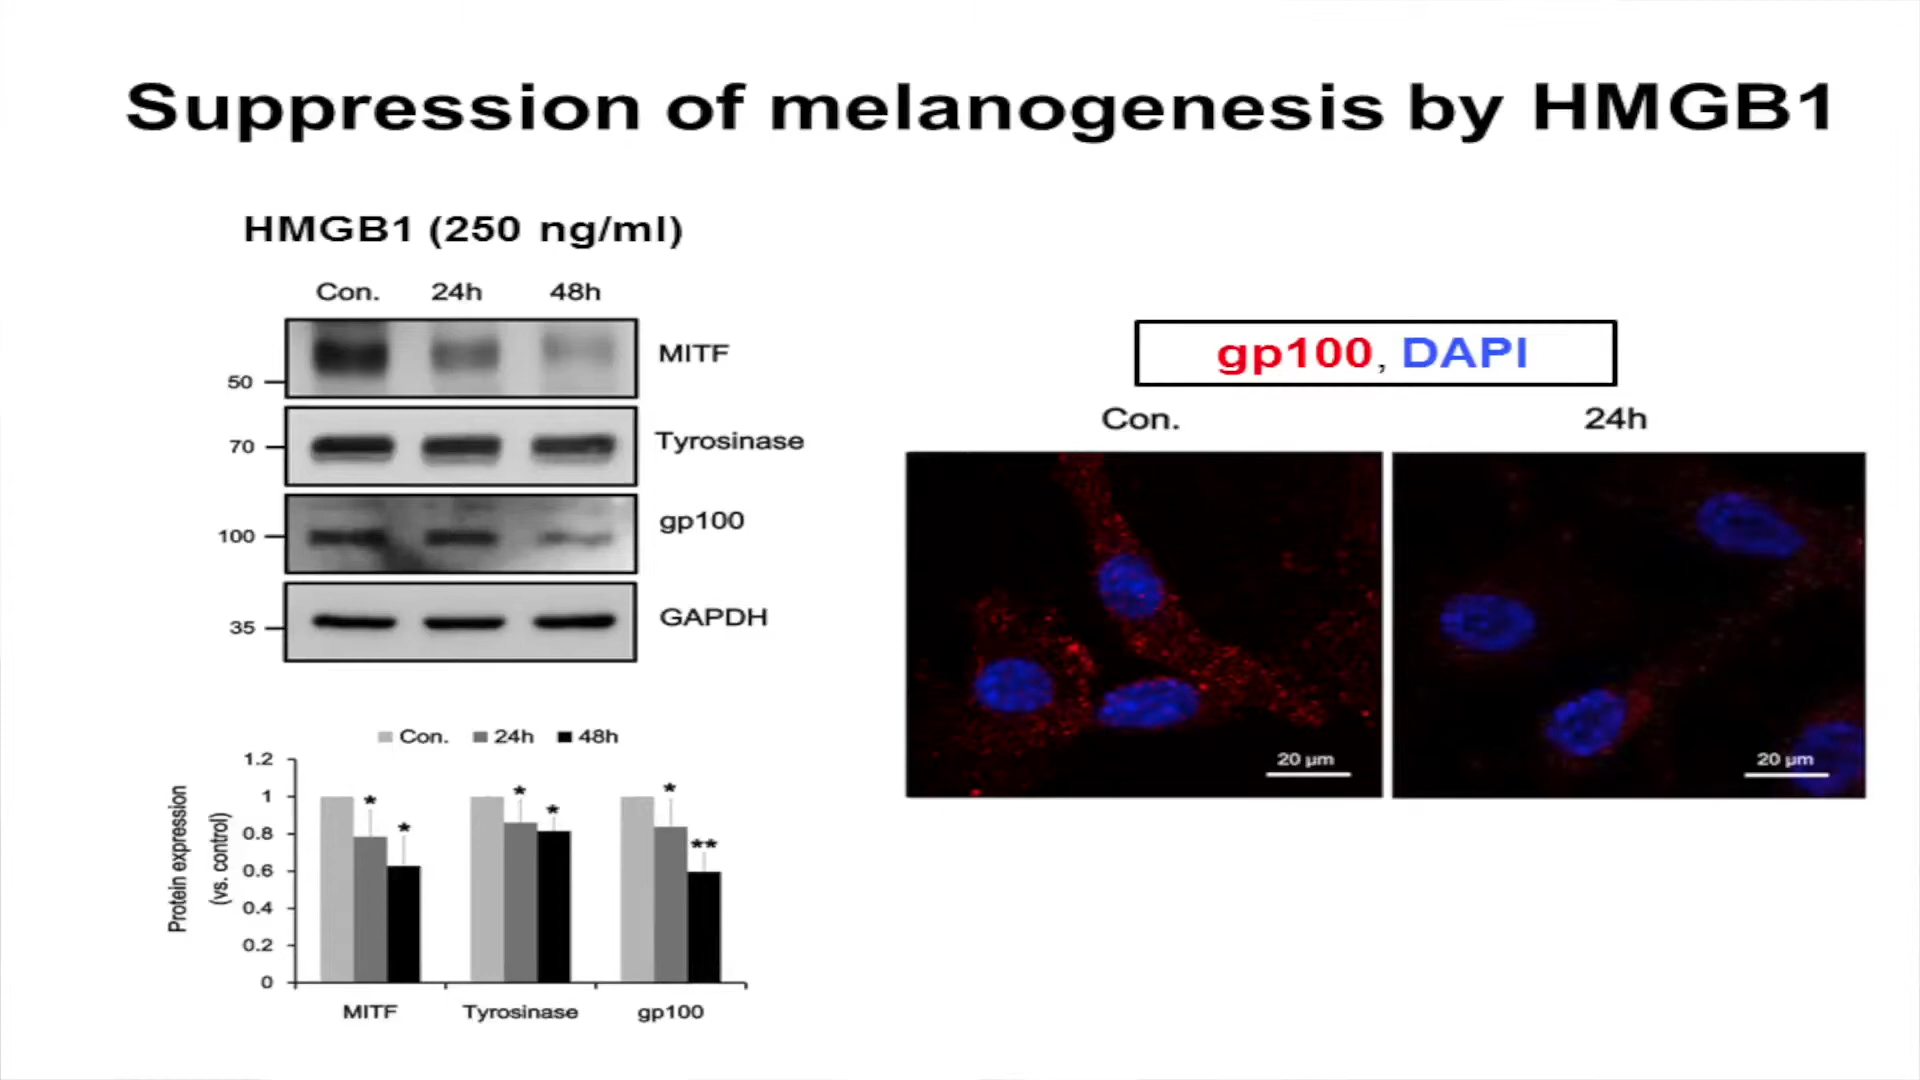 Suppression of melanogenesis by HMGB1
HMGB1 (250 ng/ml)
Con. 24h 48h
MITF
50
Tyrosinase
70
gp100
100
GAPDH
35
Con. 24h 48h
Protein expression
(vs. control)
1.2
1
0.8
0.6
0.4
0.2
0
* * * * * **
MITF Tyrosinase gp100
gp100, DAPI
Con. 24h
20 µm 20 µm